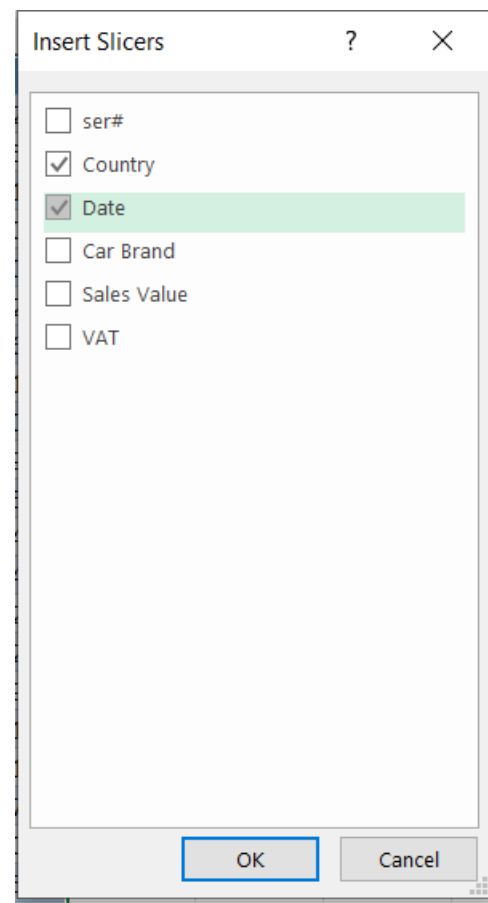 Insert Slicers ? ×
ser#
Country
Date
Car Brand
Sales Value
VAT
OK Cancel